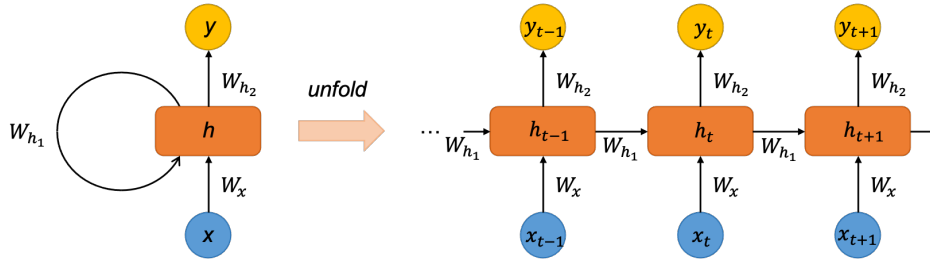 y y_{t-1} y_t y_{t+1}
W_{h_2} unfold W_{h_2} W_{h_2} W_{h_2}
W_{h_1} h ... h_{t-1} h_t h_{t+1}
W_{h_1} W_{h_1} W_{h_1}
W_x W_x W_x W_x
x x_{t-1} x_t x_{t+1}